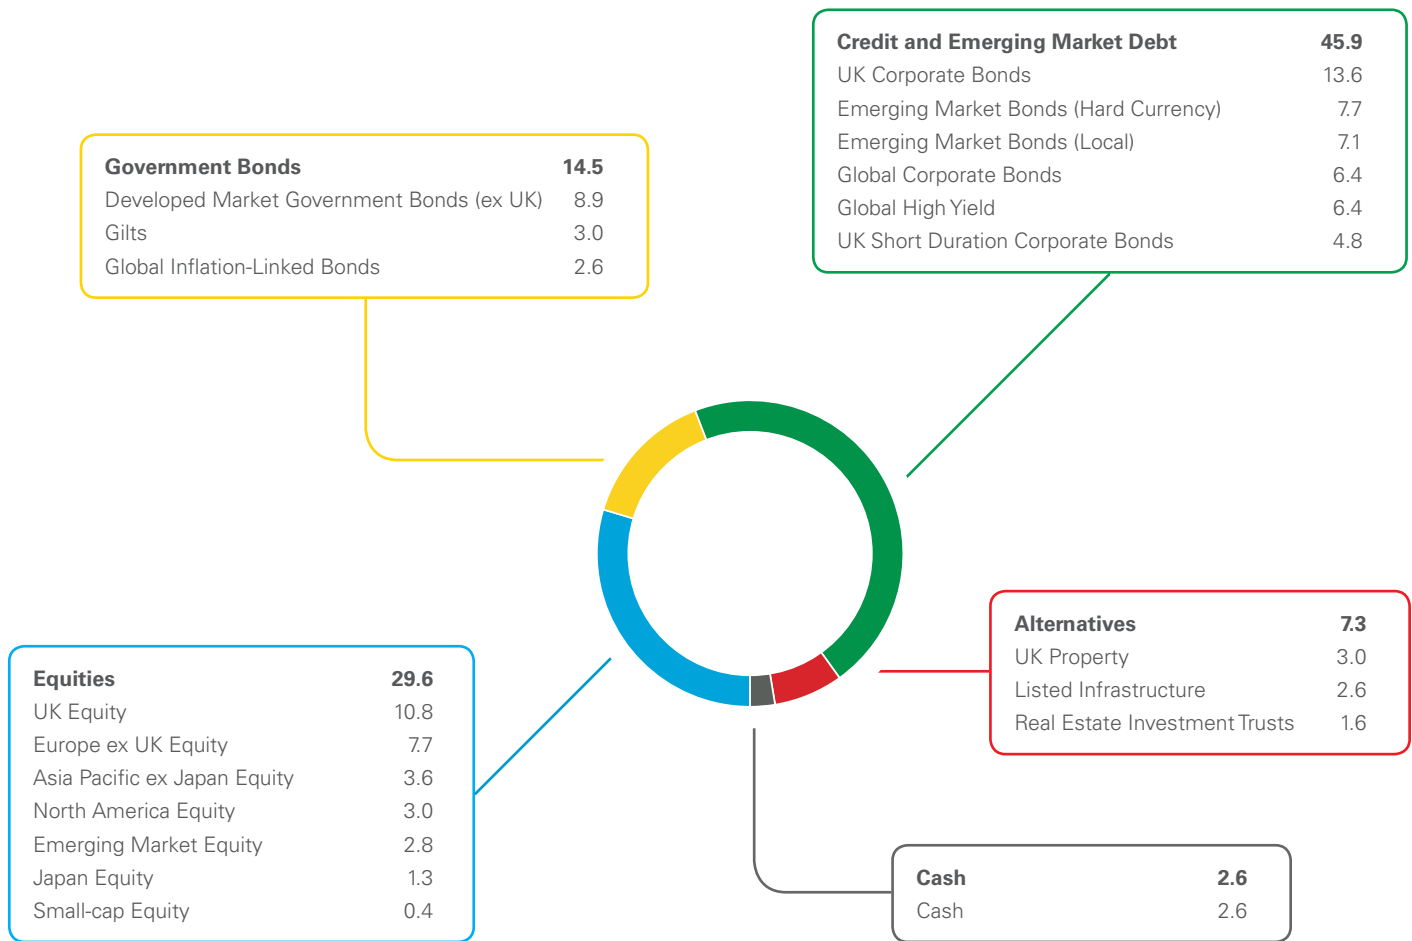 Credit and Emerging Market Debt 45.9
UK Corporate Bonds 13.6
Emerging Market Bonds (Hard Currency) 7.7
Emerging Market Bonds (Local) 7.1
Global Corporate Bonds 6.4
Global High Yield 6.4
UK Short Duration Corporate Bonds 4.8
Government Bonds 14.5
Developed Market Government Bonds (ex UK) 8.9
Gilts 3.0
Global Inflation-Linked Bonds 2.6
Alternatives 7.3
UK Property 3.0
Listed Infrastructure 2.6
Real Estate Investment Trusts 1.6
Equities 29.6
UK Equity 10.8
Europe ex UK Equity 7.7
Asia Pacific ex Japan Equity 3.6
North America Equity 3.0
Emerging Market Equity 2.8
Japan Equity 1.3
Small-cap Equity 0.4
Cash 2.6
Cash 2.6